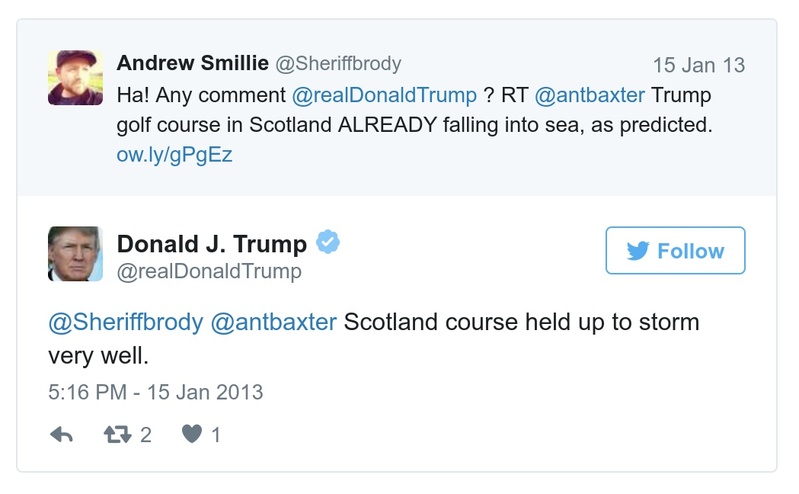 Andrew Smillie @Sheriffbrody 15 Jan 13
Ha! Any comment @realDonaldTrump ? RT @antbaxter Trump
golf course in Scotland ALREADY falling into sea, as predicted.
ow.ly/gPgEz
Donald J. Trump
@realDonaldTrump
Follow
@Sheriffbrody @antbaxter Scotland course held up to storm
very well.
5:16 PM - 15 Jan 2013
2 1